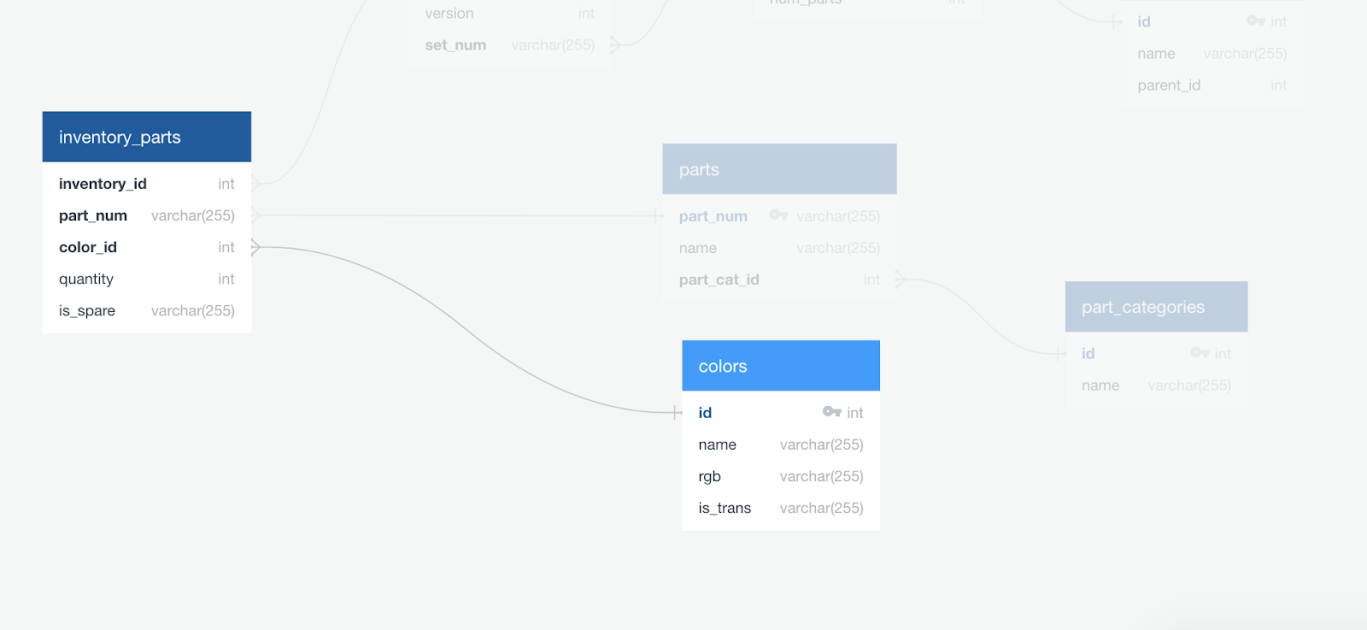 version int
num_parts int
set_num varchar(255)
id int
name varchar(255)
parent_id int
inventory_parts
inventory_id int
part_num varchar(255)
color_id int
quantity int
is_spare varchar(255)
parts
part_num varchar(255)
name varchar(255)
part_cat_id int
part_categories
id int
name varchar(255)
colors
id int
name varchar(255)
rgb varchar(255)
is_trans varchar(255)